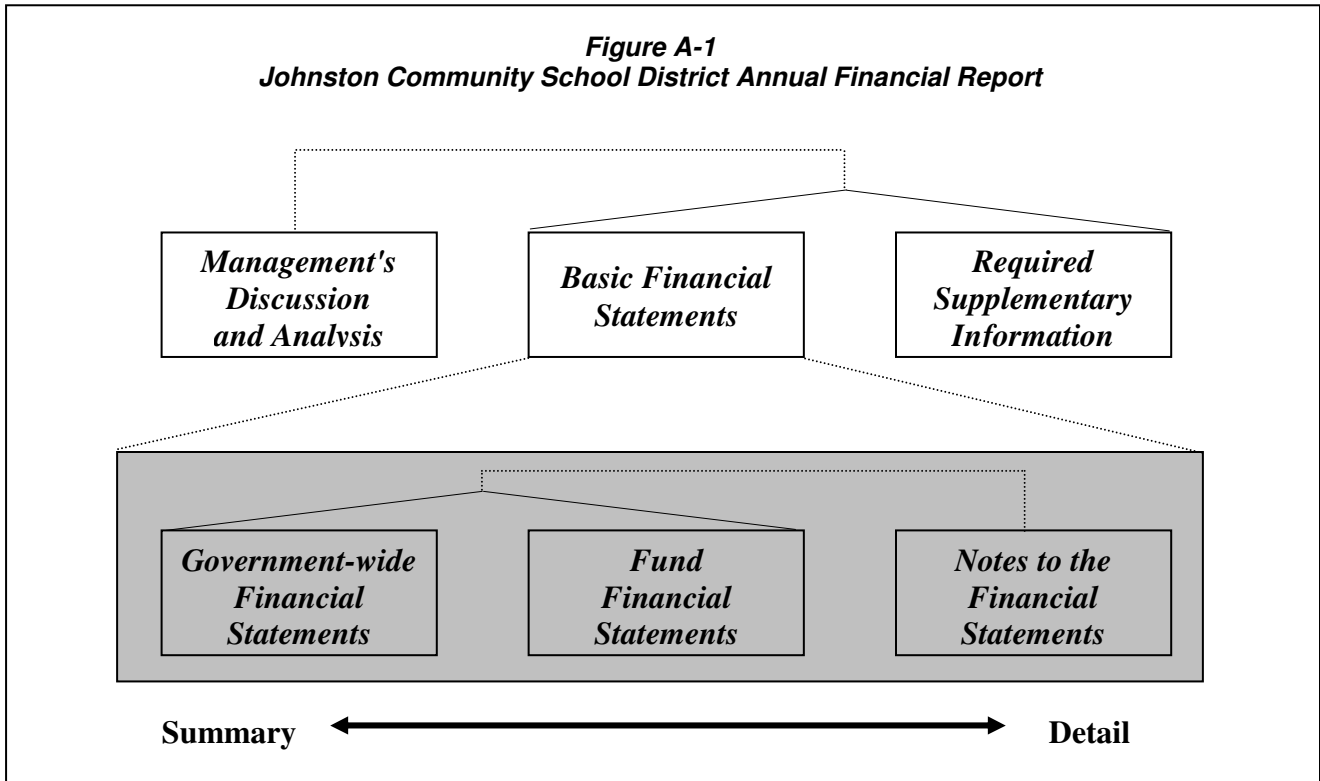 Figure A-1
Johnston Community School District Annual Financial Report
Management's
Discussion
and Analysis
Basic Financial
Statements
Required
Supplementary
Information
Government-wide
Financial
Statements
Fund
Financial
Statements
Notes to the
Financial
Statements
Summary
Detail